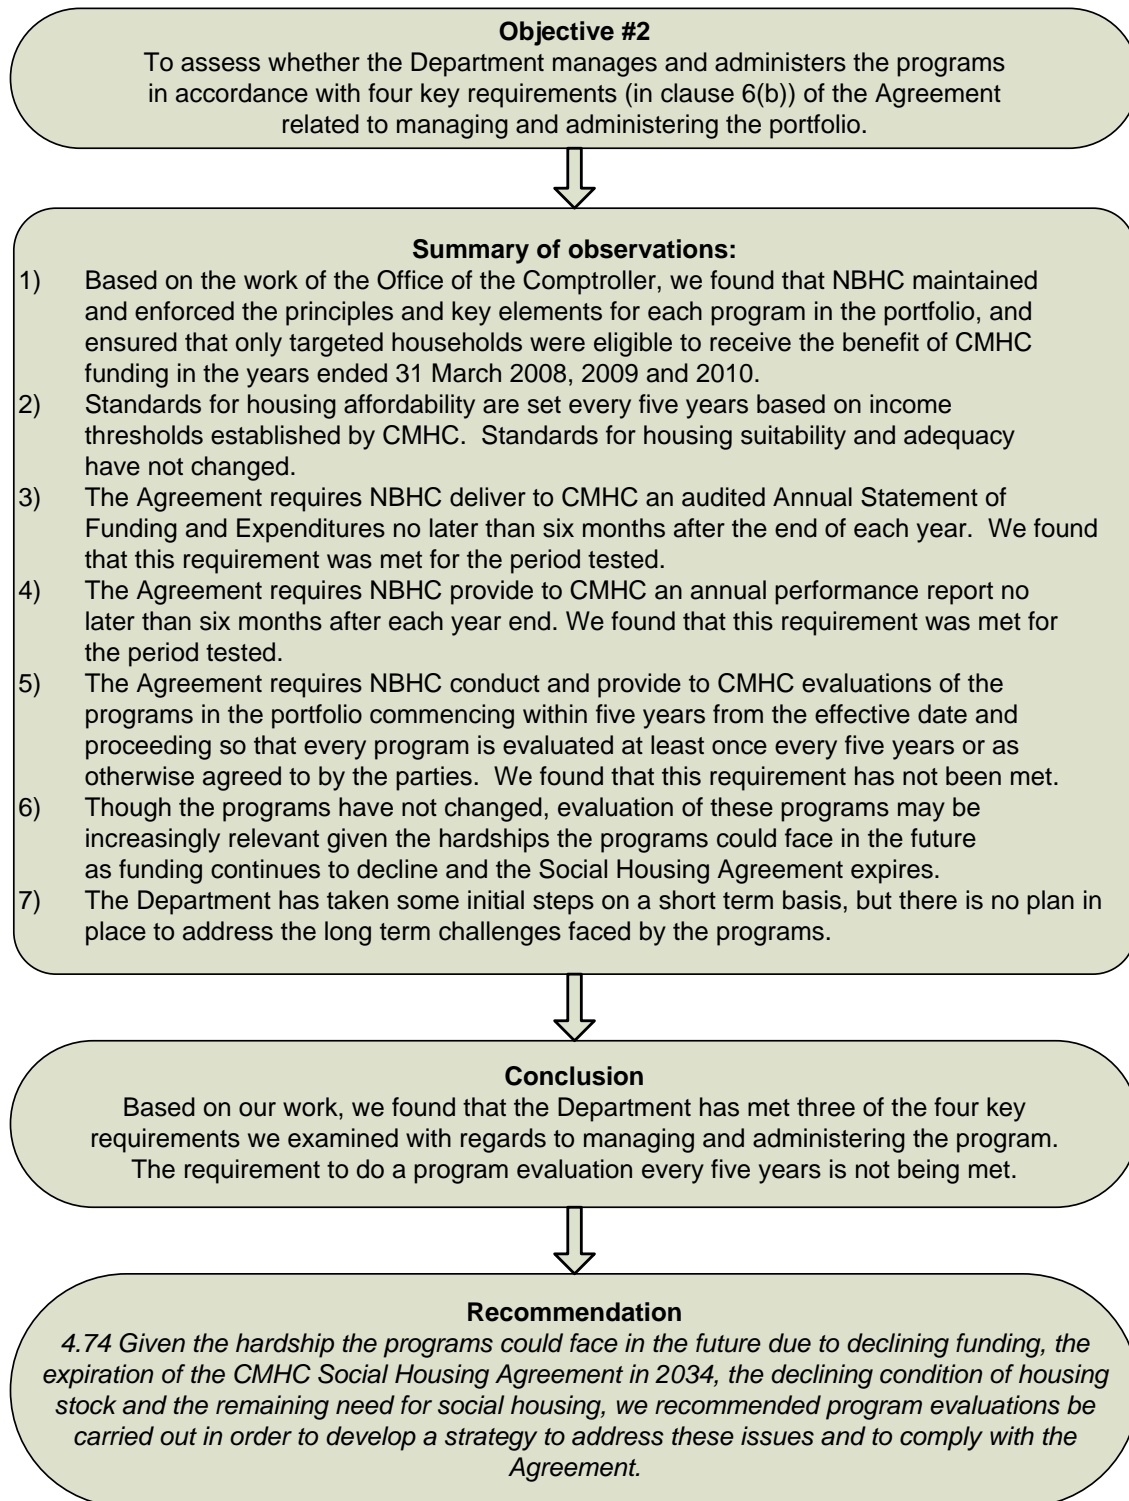 Objective #2
To assess whether the Department manages and administers the programs
in accordance with four key requirements (in clause 6(b)) of the Agreement
related to managing and administering the portfolio.
Summary of observations:
1) Based on the work of the Office of the Comptroller, we found that NBHC maintained
and enforced the principles and key elements for each program in the portfolio, and
ensured that only targeted households were eligible to receive the benefit of CMHC
funding in the years ended 31 March 2008, 2009 and 2010.
2) Standards for housing affordability are set every five years based on income
thresholds established by CMHC. Standards for housing suitability and adequacy
have not changed.
3) The Agreement requires NBHC deliver to CMHC an audited Annual Statement of
Funding and Expenditures no later than six months after the end of each year. We found
that this requirement was met for the period tested.
4) The Agreement requires NBHC provide to CMHC an annual performance report no
later than six months after each year end. We found that this requirement was met for
the period tested.
5) The Agreement requires NBHC conduct and provide to CMHC evaluations of the
programs in the portfolio commencing within five years from the effective date and
proceeding so that every program is evaluated at least once every five years or as
otherwise agreed to by the parties. We found that this requirement has not been met.
6) Though the programs have not changed, evaluation of these programs may be
increasingly relevant given the hardships the programs could face in the future
as funding continues to decline and the Social Housing Agreement expires.
7) The Department has taken some initial steps on a short term basis, but there is no plan in
place to address the long term challenges faced by the programs.
Conclusion
Based on our work, we found that the Department has met three of the four key
requirements we examined with regards to managing and administering the program.
The requirement to do a program evaluation every five years is not being met.
Recommendation
4.74 Given the hardship the programs could face in the future due to declining funding, the
expiration of the CMHC Social Housing Agreement in 2034, the declining condition of housing
stock and the remaining need for social housing, we recommended program evaluations be
carried out in order to develop a strategy to address these issues and to comply with the
Agreement.